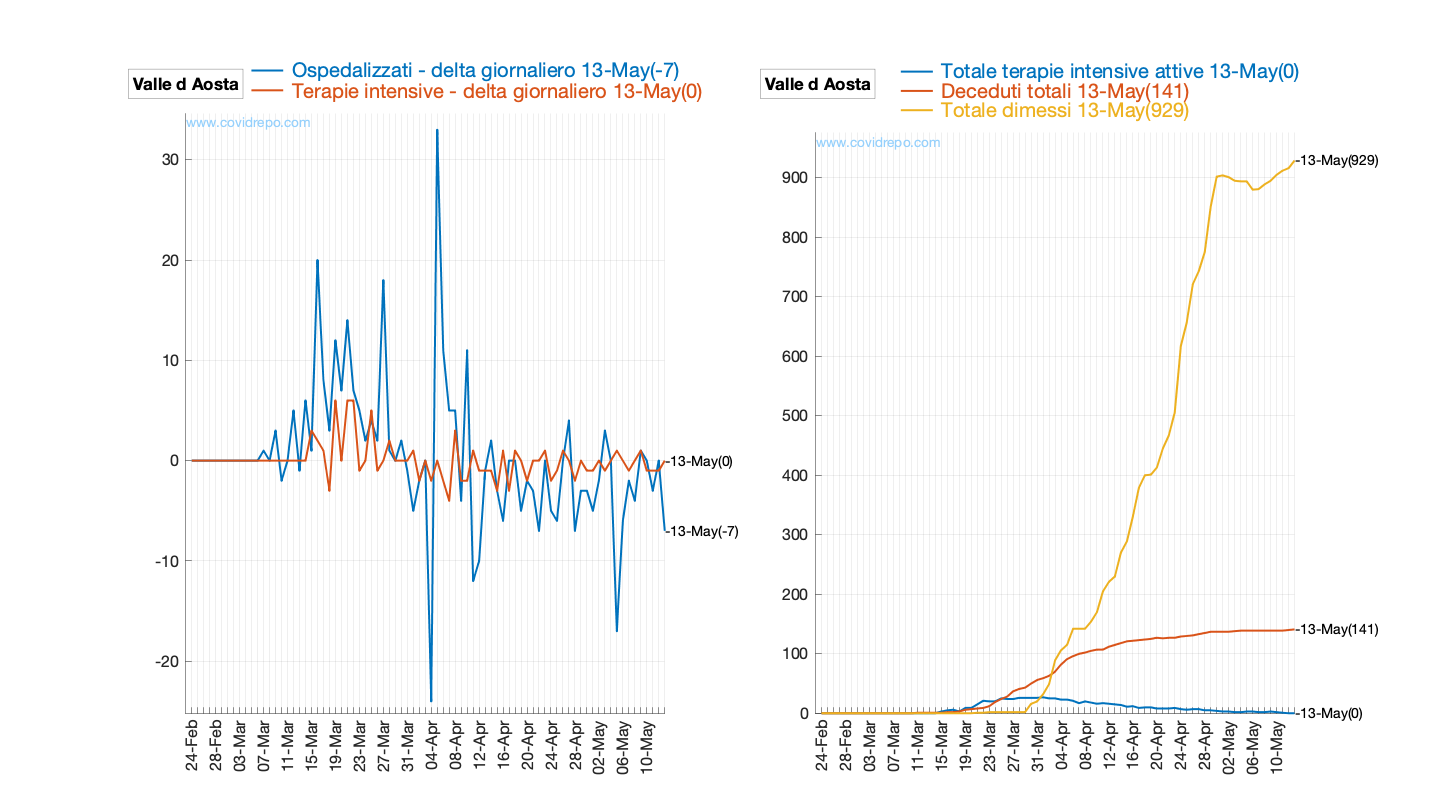 Valle d Aosta
Ospedalizzati - delta giornaliero 13-May(-7)
Terapie intensive - delta giornaliero 13-May(0)
www.covidrepo.com
30
20
10
0
-10
-20
-13-May(0)
-13-May(-7)
24-Feb
28-Feb
03-Mar
07-Mar
11-Mar
15-Mar
19-Mar
23-Mar
27-Mar
31-Mar
04-Apr
08-Apr
12-Apr
16-Apr
20-Apr
24-Apr
28-Apr
02-May
06-May
10-May
Valle d Aosta
Totale terapie intensive attive 13-May(0)
Deceduti totali 13-May(141)
Totale dimessi 13-May(929)
www.covidrepo.com
900
800
700
600
500
400
300
200
100
0
-13-May(929)
-13-May(141)
-13-May(0)
24-Feb
28-Feb
03-Mar
07-Mar
11-Mar
15-Mar
19-Mar
23-Mar
27-Mar
31-Mar
04-Apr
08-Apr
12-Apr
16-Apr
20-Apr
24-Apr
28-Apr
02-May
06-May
10-May